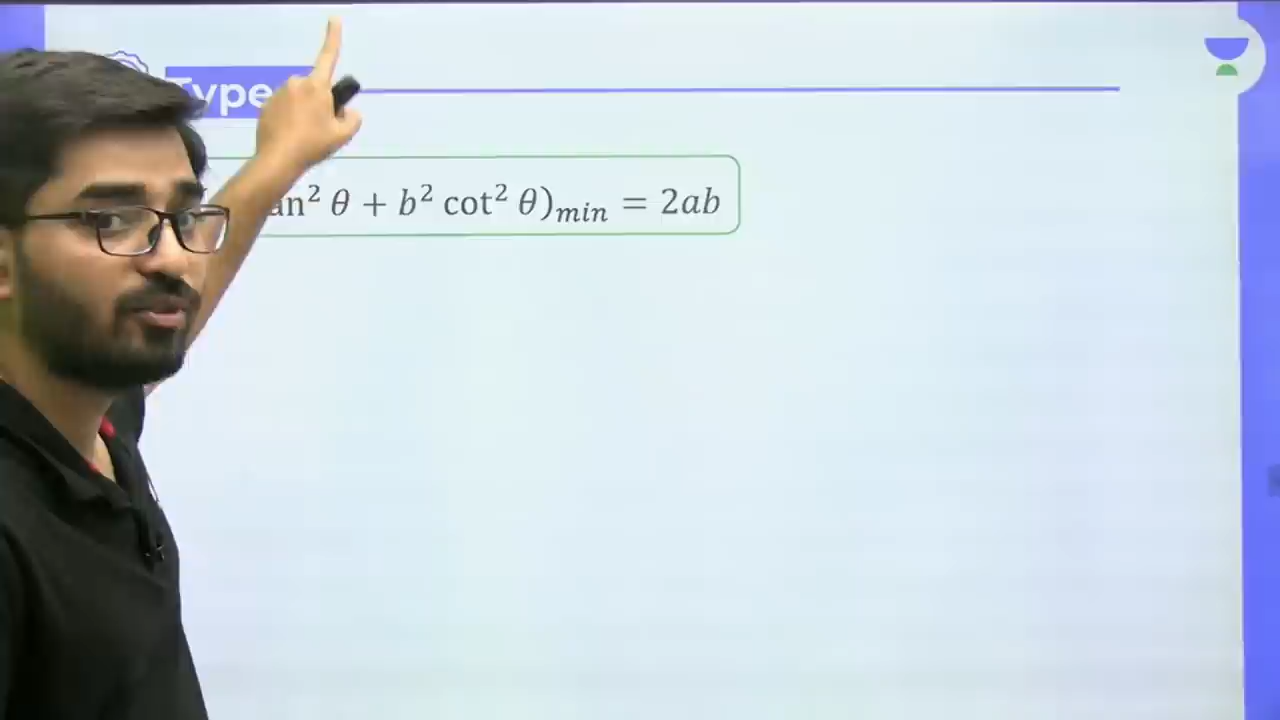 Type
an² θ + b² cot² θ)min = 2ab